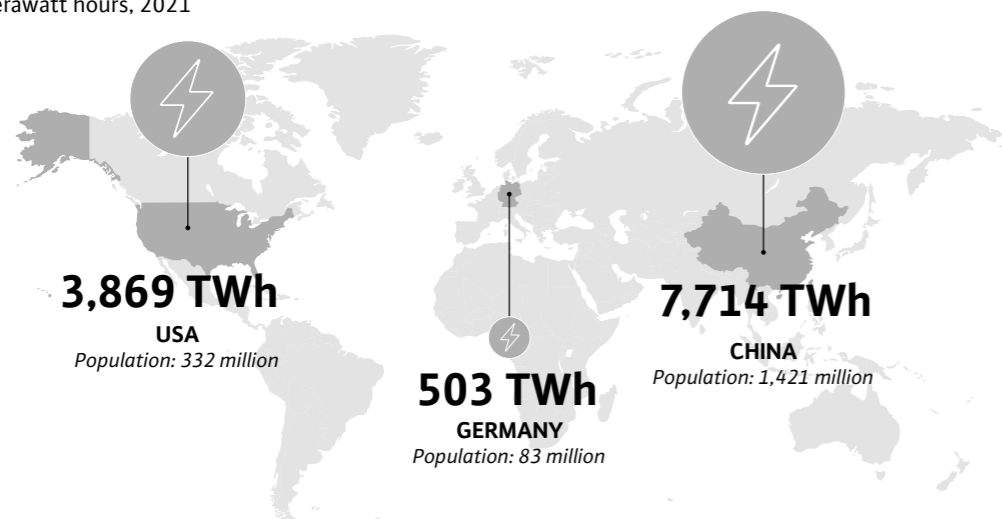 erawatt hours, 2021
3,869 TWh
USA
Population: 332 million
503 TWh
GERMANY
Population: 83 million
7,714 TWh
CHINA
Population: 1,421 million